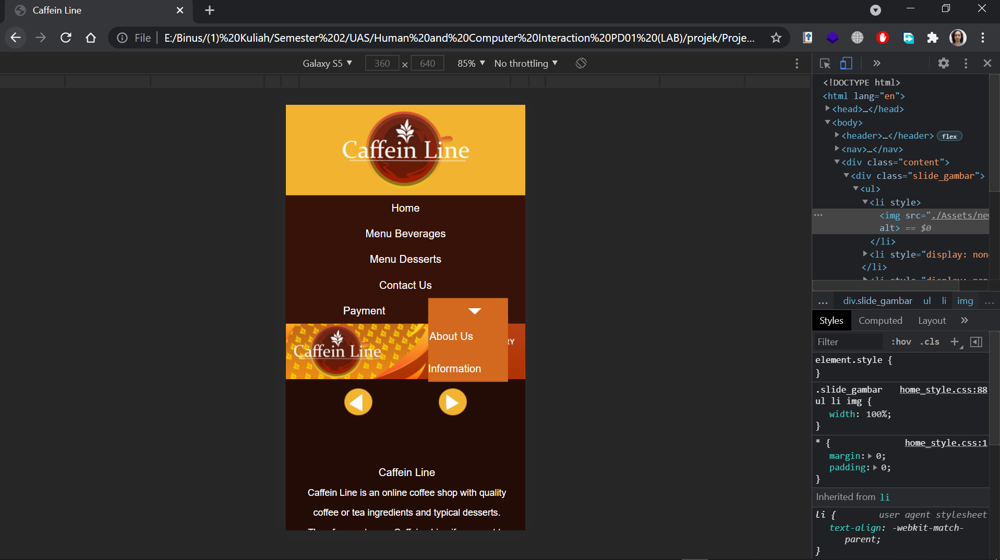 Caffein Line
File
E:/Binus/(1)%20Kuliah/Semester%202/UAS/Human%20and%20Computer%20Interaction%20PD01%20(LAB)/projek/Proje...
Galaxy S5
360 × 640
85%
No throttling
Caffein Line
Home
Menu Beverages
Menu Desserts
Contact Us
Payment
About Us
Information
Caffein Line
RY
Caffein Line
Caffein Line is an online coffee shop with quality
coffee or tea ingredients and typical desserts.
<!DOCTYPE html>
<html lang="en">
<head>…</head>
<body>
<header>…</header> flex
<nav>…</nav>
<div class="content">
<div class="slide_gambar">
<ul>
<li style>
<img src="./Assets/new
alt> == $0
</li>
<li style="display: none
</li>
<li style="display: non
... div.slide_gambar ul li img ...
Styles Computed Layout »
Filter :hov .cls +
element.style {
}
.slide_gambar home_style.css:88
ul li img {
width: 100%;
}
* { home_style.css:1
margin: 0;
padding: 0;
}
Inherited from li
li { user agent stylesheet
text-align: -webkit-match-
parent;
}